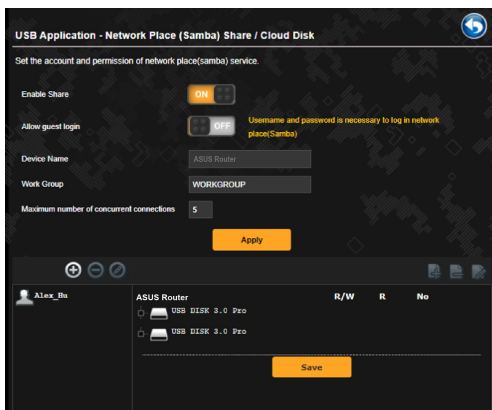 USB Application - Network Place (Samba) Share / Cloud Disk
Set the account and permission of network place(samba) service.
Enable Share ON
Allow guest login OFF Username and password is necessary to log in network
place(Samba)
Device Name ASUS Router
Work Group WORKGROUP
Maximum number of concurrent connections 5
Apply
Alex_Hu
ASUS Router R/W R No
USB DISK 3.0 Pro
USB DISK 3.0 Pro
Save